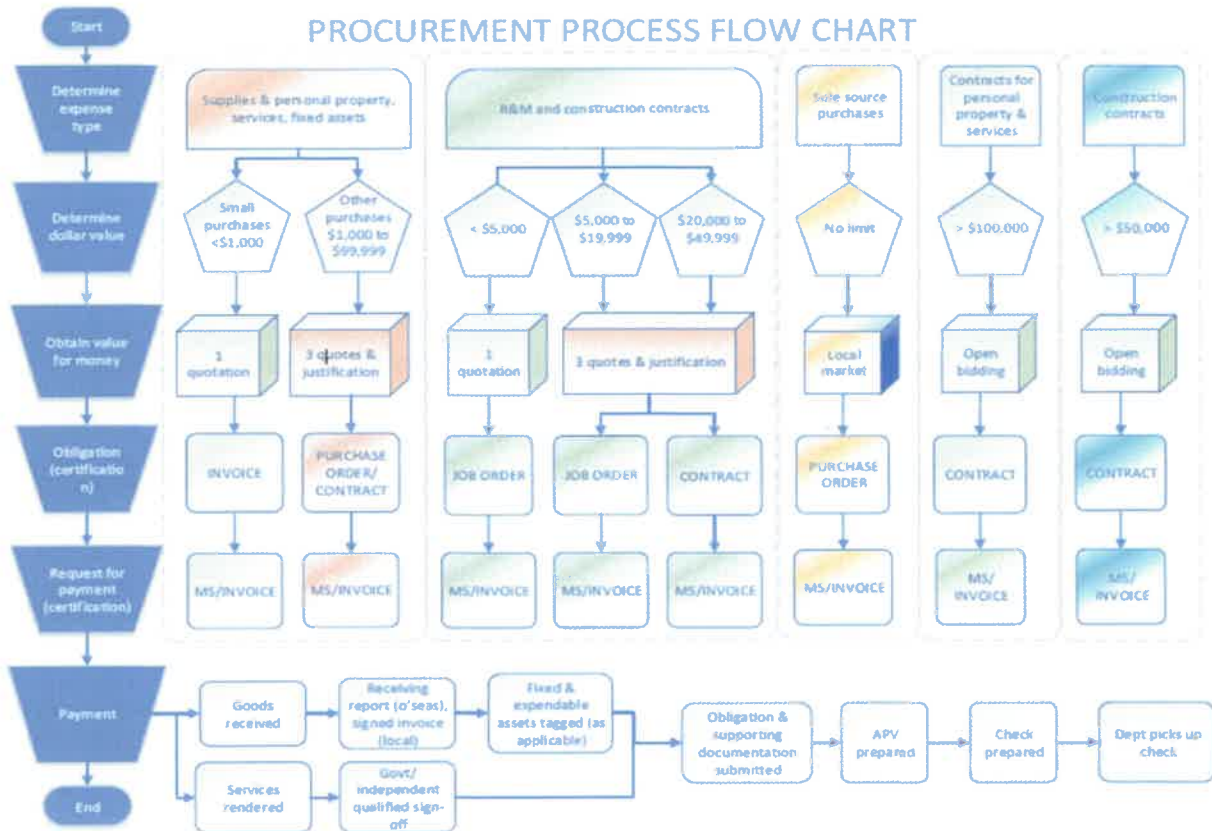 PROCUREMENT PROCESS FLOW CHART
Start
Determine
expense
type
Supplies & personal property,
services, fixed assets
R&M and construction contracts
Sole source
purchases
Contracts for
personal
property &
services
Construction
contracts
Determine
dollar value
Small
purchases
<$1,000
Other
purchases
$1,000 to
$99,999
< $5,000
$5,000 to
$19,999
$20,000 to
$49,999
No limit
> $100,000
> $50,000
Obtain value
for money
1
quotation
3 quotes &
justification
1
quotation
3 quotes & justification
Local
market
Open
bidding
Open
bidding
Obligation
(certificatio
n)
INVOICE
PURCHASE
ORDER/
CONTRACT
JOB ORDER
JOB ORDER
CONTRACT
PURCHASE
ORDER
CONTRACT
CONTRACT
Request for
payment
(certification)
MS/INVOICE
MS/INVOICE
MS/INVOICE
MS/INVOICE
MS/INVOICE
MS/INVOICE
MS/
INVOICE
MS/
INVOICE
Payment
Goods
received
Receiving
report (o'seas),
signed invoice
(local)
Fixed &
expendable
assets tagged (as
applicable)
Obligation &
supporting
documentation
submitted
APV
prepared
Check
prepared
Dept picks up
check
Services
rendered
Govt/
independent
qualified sign-
off
End